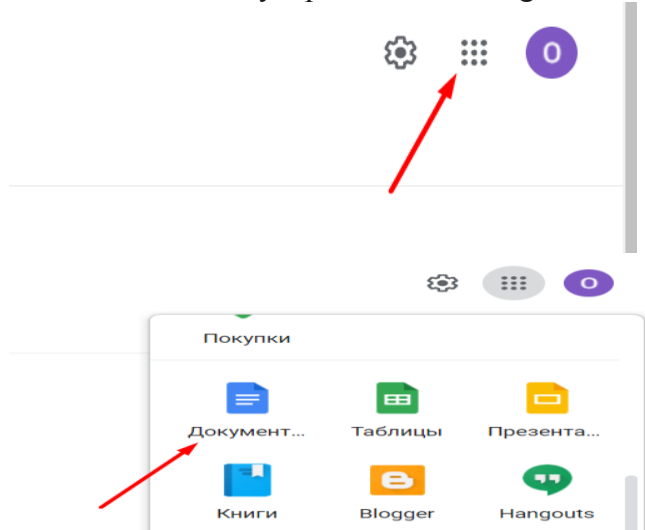 O
O
Покупки
Документ... Таблицы Презента...
Книги Blogger Hangouts